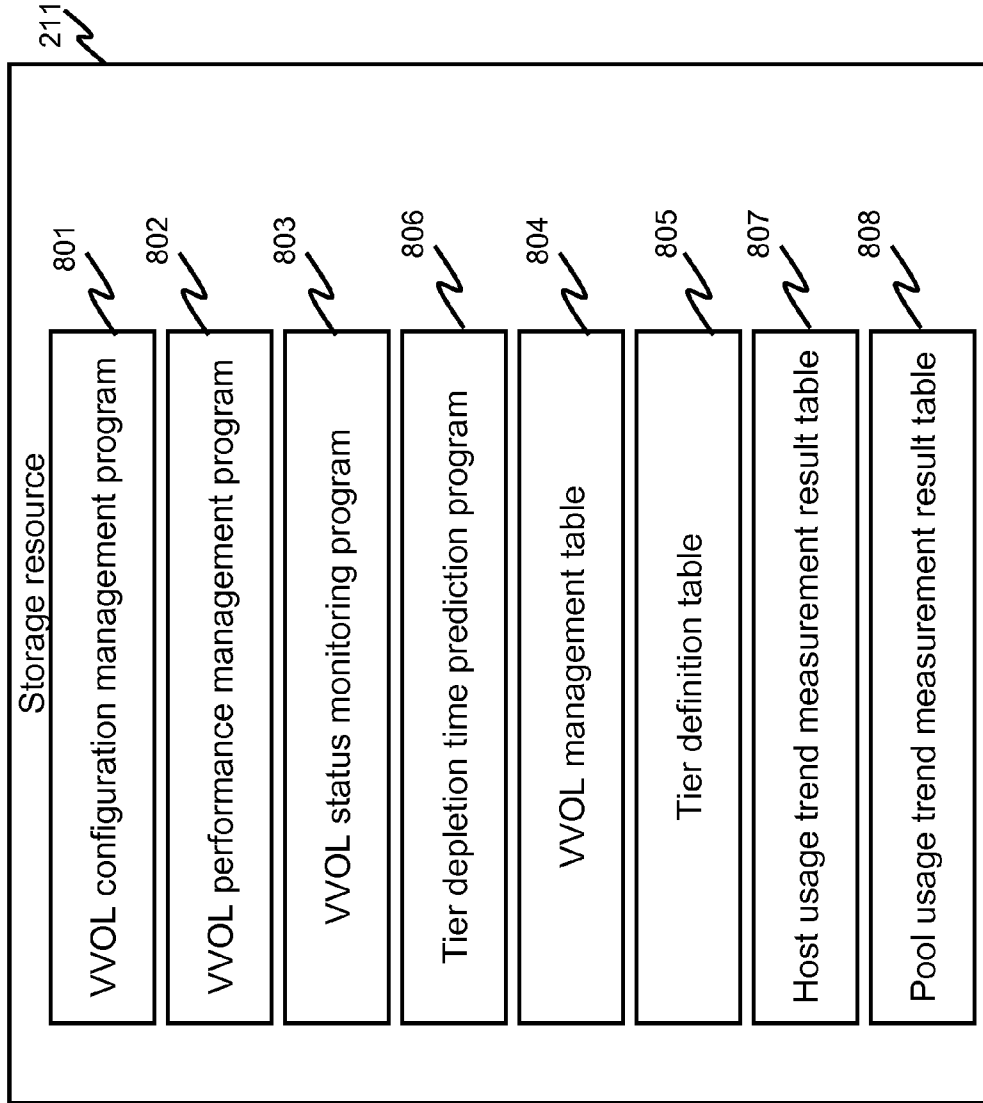 211
Storage resource
VVOL configuration management program
801
VVOL performance management program
802
VVOL status monitoring program
803
Tier depletion time prediction program
806
VVOL management table
804
Tier definition table
805
Host usage trend measurement result table
807
Pool usage trend measurement result table
808